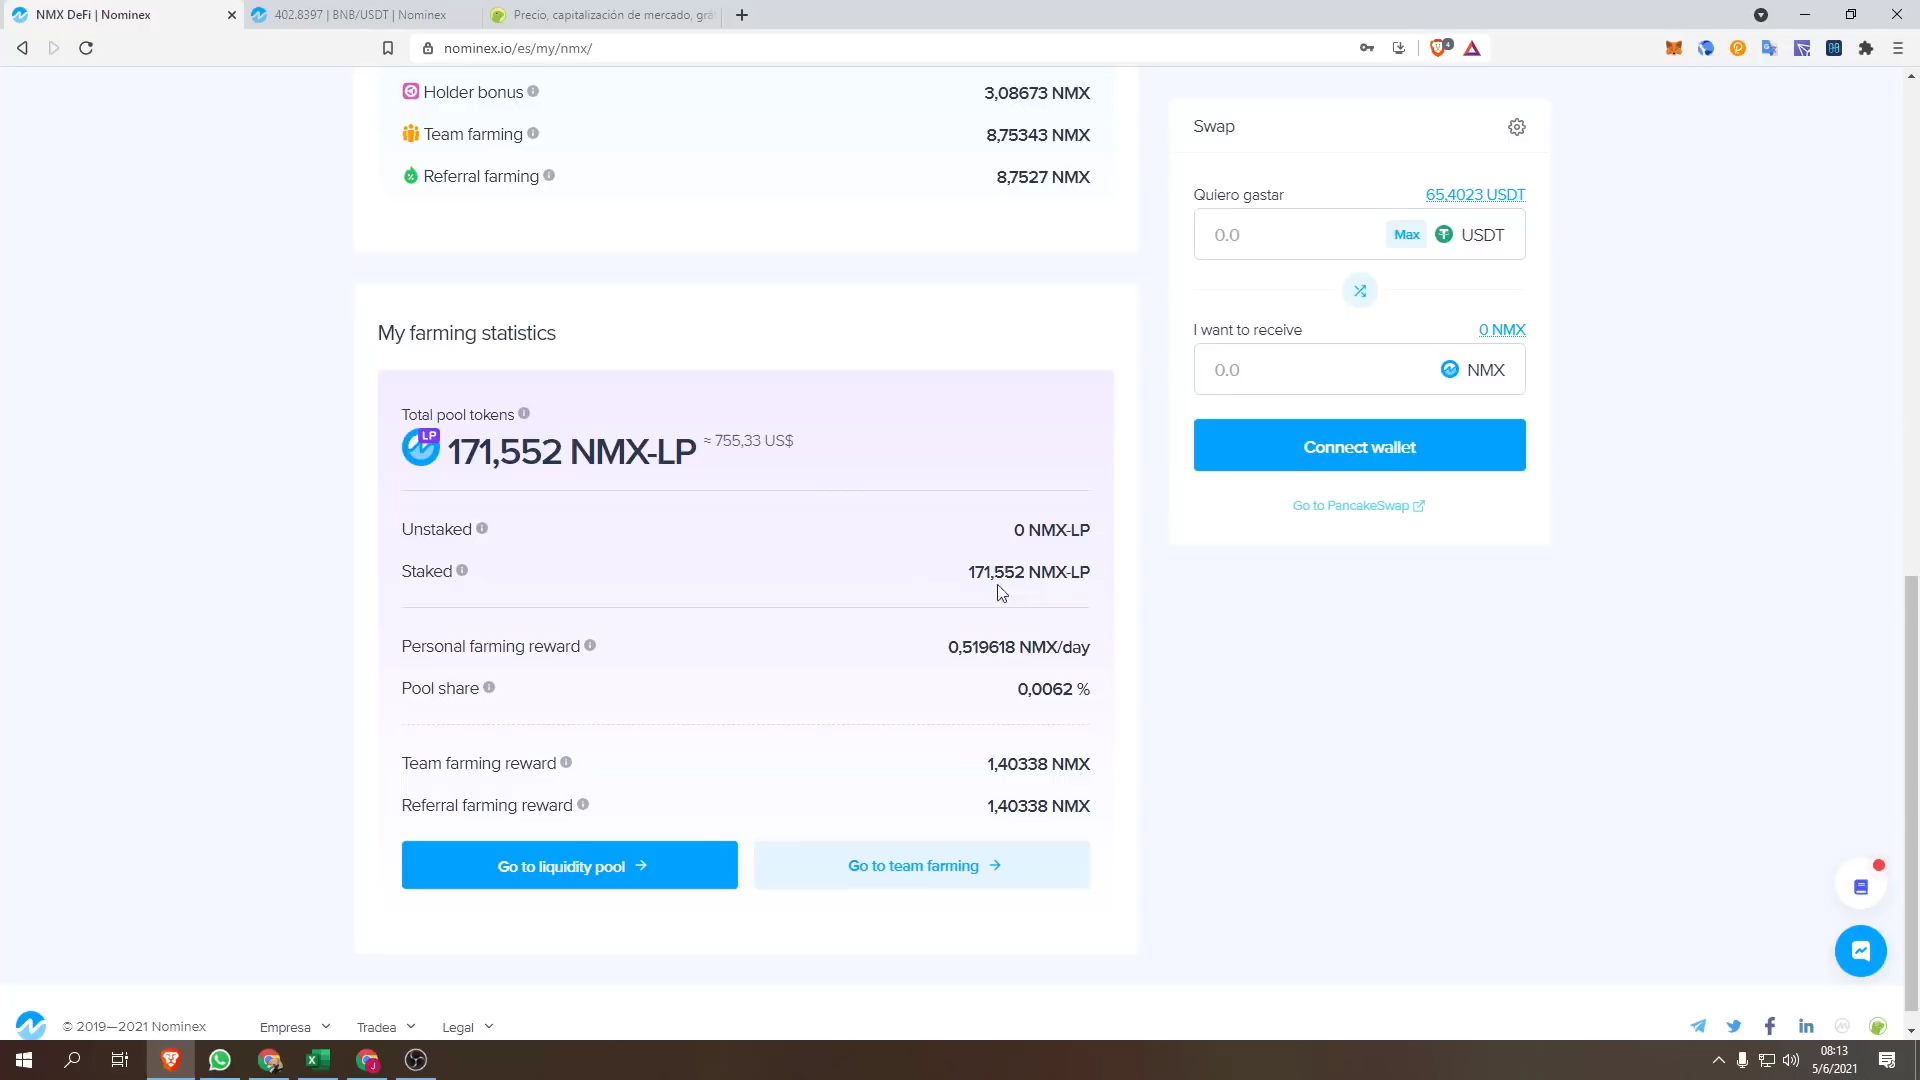 NMX DeFi | Nominex
402.8397 | BNB/USDT | Nominex
Precio, capitalización de mercado, grá
nominex.io/es/my/nmx/
4
Holder bonus
3,08673 NMX
Team farming
8,75343 NMX
Referral farming
8,7527 NMX
My farming statistics
Total pool tokens
LP
171,552 NMX-LP
≈ 755,33 US$
Unstaked
0 NMX-LP
Staked
171,552 NMX-LP
Personal farming reward
0,519618 NMX/day
Pool share
0,0062 %
Team farming reward
1,40338 NMX
Referral farming reward
1,40338 NMX
Go to liquidity pool →
Go to team farming →
Swap
Quiero gastar
65,4023 USDT
0.0
Max
USDT
I want to receive
0 NMX
0.0
NMX
Connect wallet
Go to PancakeSwap
© 2019—2021 Nominex
Empresa
Tradea
Legal
08:13
5/6/2021